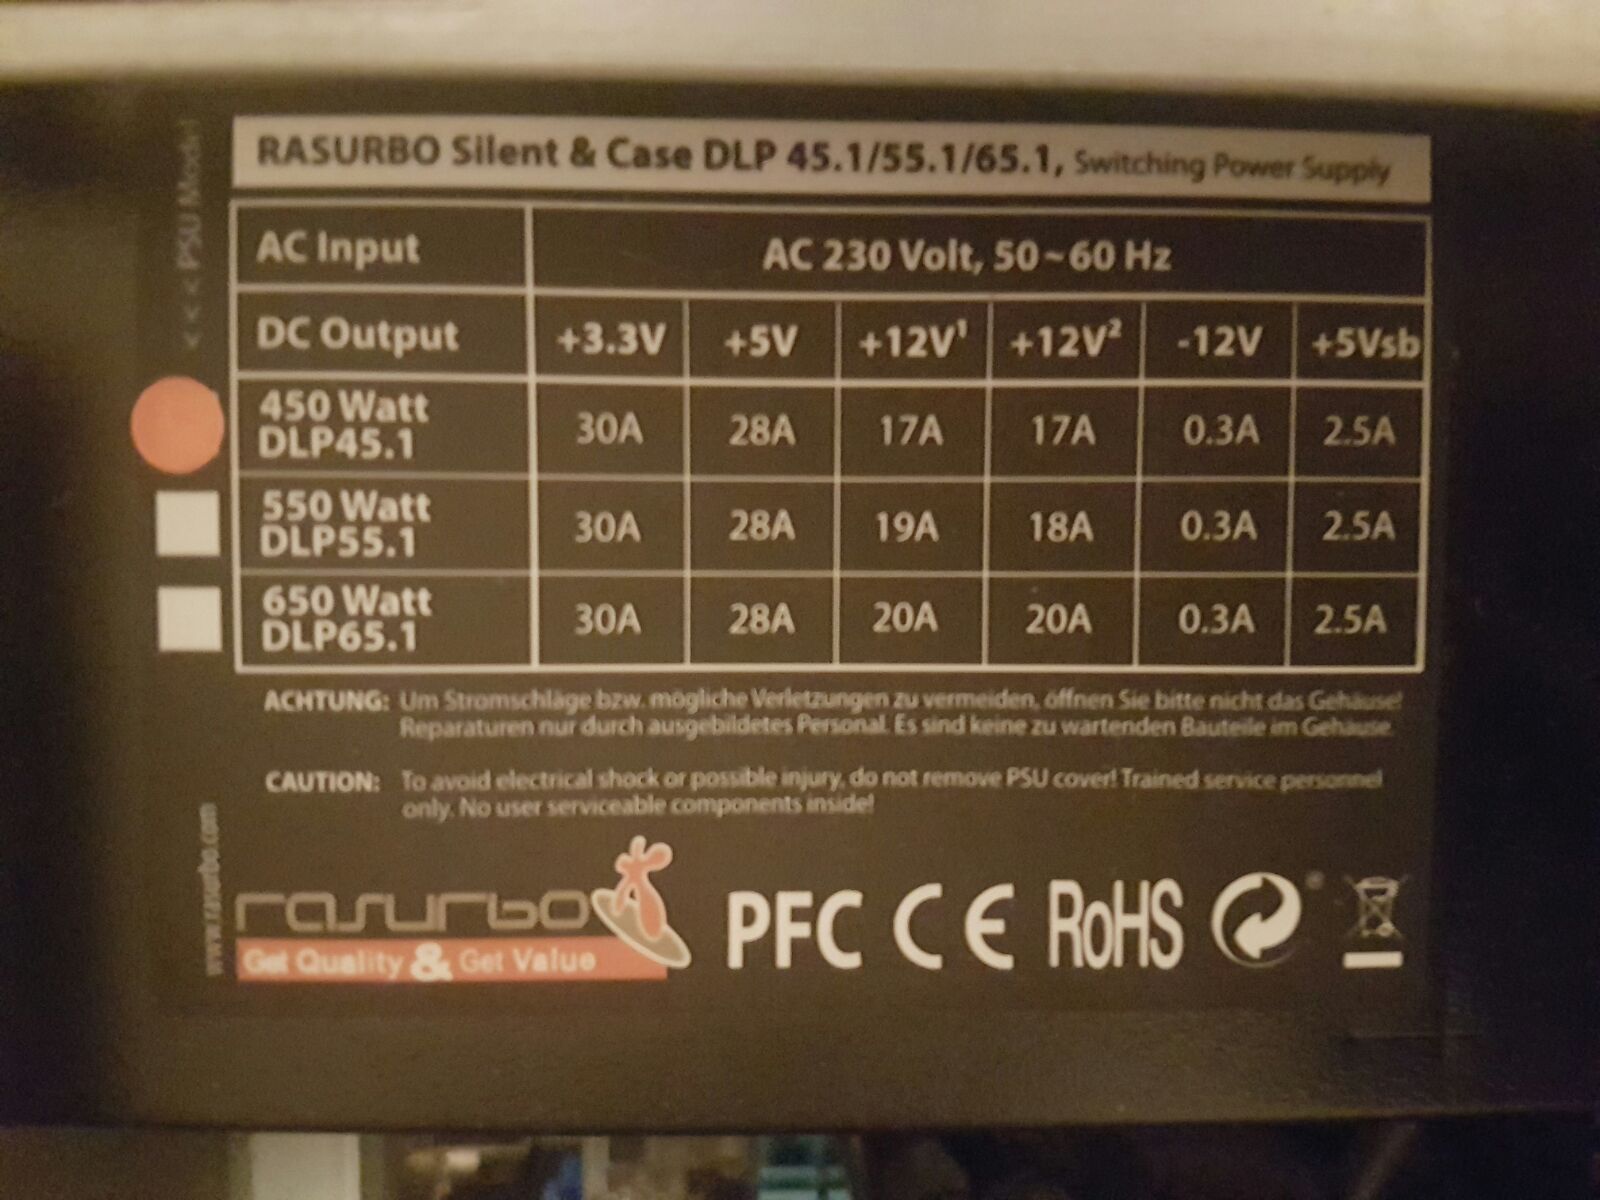 RASURBO Silent & Case DLP 45.1/55.1/65.1, Switching Power Supply
< < < PSU Model
AC Input AC 230 Volt, 50~60 Hz
DC Output +3.3V +5V +12V¹ +12V² -12V +5Vsb
450 Watt
DLP45.1 30A 28A 17A 17A 0.3A 2.5A
550 Watt
DLP55.1 30A 28A 19A 18A 0.3A 2.5A
650 Watt
DLP65.1 30A 28A 20A 20A 0.3A 2.5A
ACHTUNG: Um Stromschläge bzw. mögliche Verletzungen zu vermeiden, öffnen Sie bitte nicht das Gehäuse!
Reparaturen nur durch ausgebildetes Personal. Es sind keine zu wartenden Bauteile im Gehäuse.
CAUTION: To avoid electrical shock or possible injury, do not remove PSU cover! Trained service personnel
only. No user serviceable components inside!
www.rasurbo.com
rasurbo
Get Quality & Get Value
PFC CE RoHS